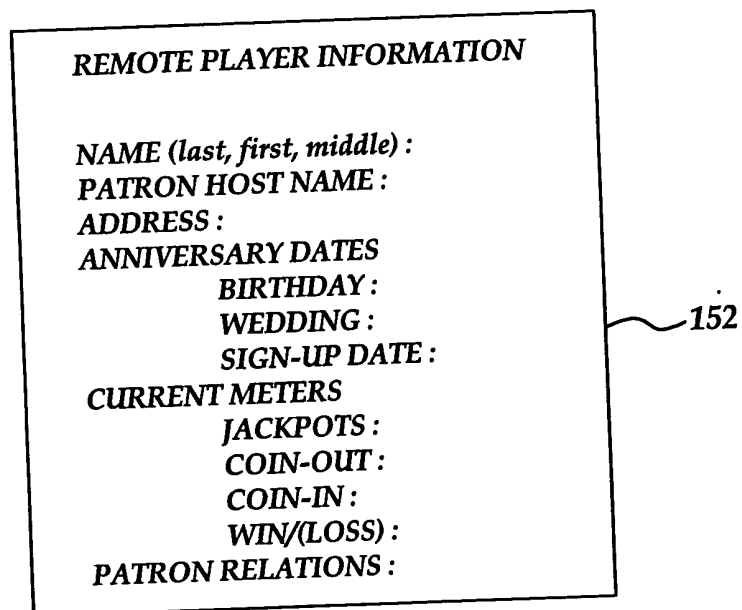 REMOTE PLAYER INFORMATION
NAME (last, first, middle) :
PATRON HOST NAME :
ADDRESS :
ANNIVERSARY DATES
BIRTHDAY :
WEDDING :
SIGN-UP DATE :
CURRENT METERS
JACKPOTS :
COIN-OUT :
COIN-IN :
WIN/(LOSS) :
PATRON RELATIONS :
152